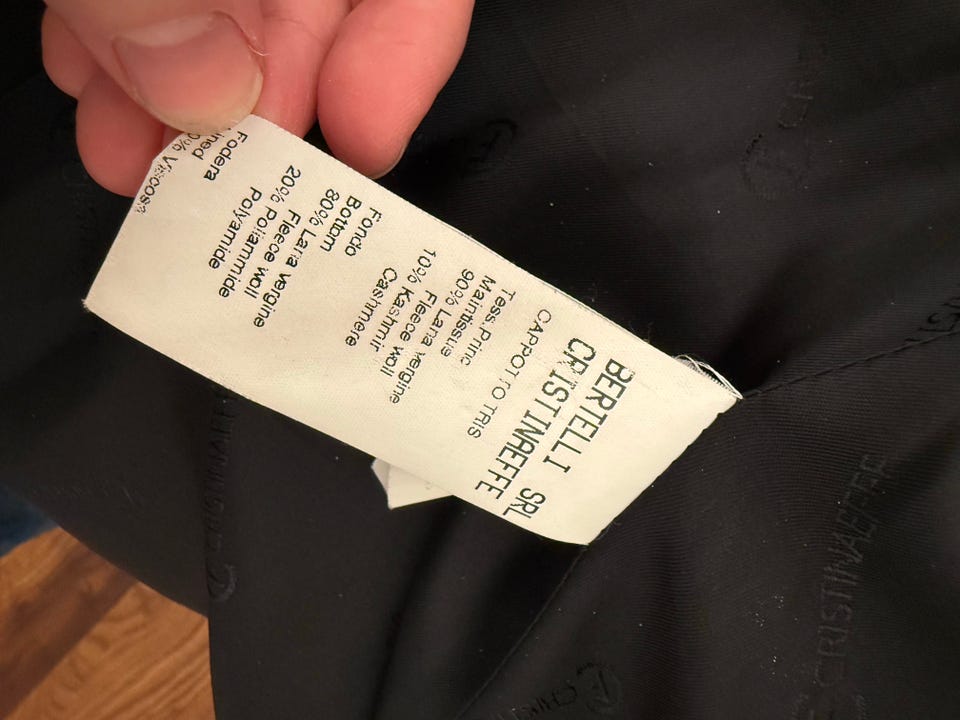 BERTELLI SRL
CRISTINAEFFE
CAPPOTTO TRIS
Tess.Princ
Maintissue
90% Lana vergine
Fleece woll
10% Kashmir
Cashmere
Fondo
Bottom
80% Lana vergine
Fleece woll
20% Poliammide
Polyamide
Fodera
CRISTINAEFFE